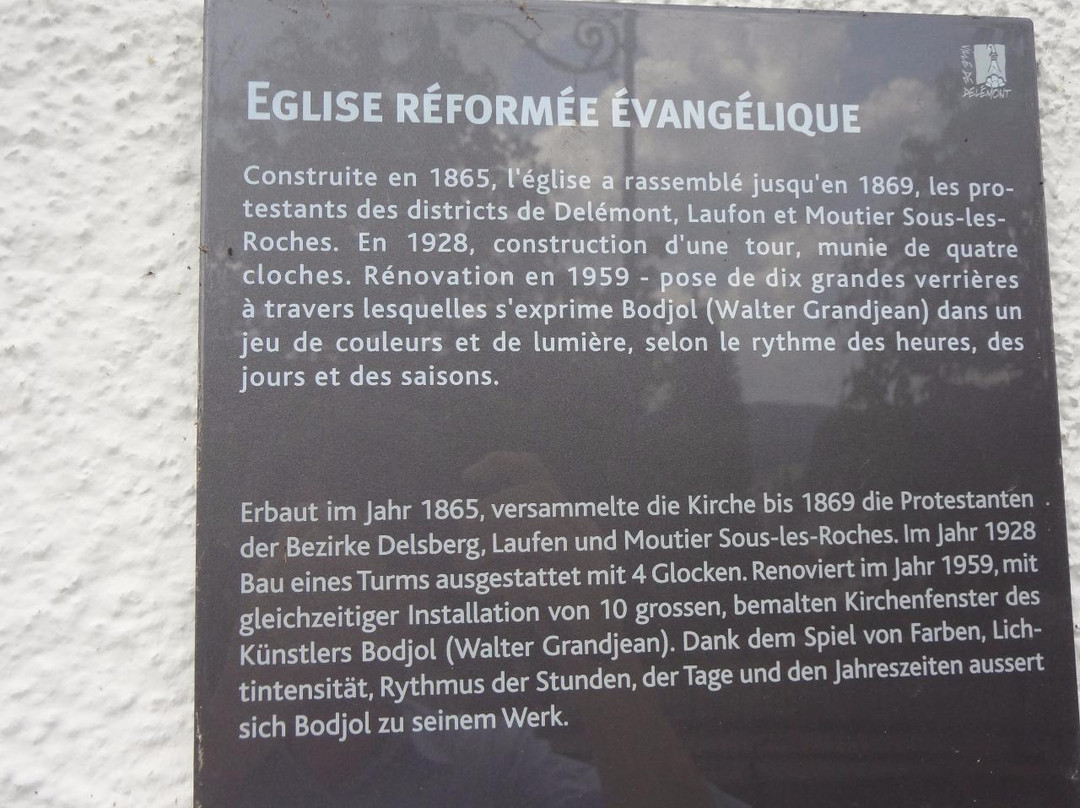 VILLE DE
DELÉMONT
EGLISE RÉFORMÉE ÉVANGÉLIQUE
Construite en 1865, l'église a rassemblé jusqu'en 1869, les pro-
testants des districts de Delémont, Laufon et Moutier Sous-les-
Roches. En 1928, construction d'une tour, munie de quatre
cloches. Rénovation en 1959 - pose de dix grandes verrières
à travers lesquelles s'exprime Bodjol (Walter Grandjean) dans un
jeu de couleurs et de lumière, selon le rythme des heures, des
jours et des saisons.
Erbaut im Jahr 1865, versammelte die Kirche bis 1869 die Protestanten
der Bezirke Delsberg, Laufen und Moutier Sous-les-Roches. Im Jahr 1928
Bau eines Turms ausgestattet mit 4 Glocken. Renoviert im Jahr 1959, mit
gleichzeitiger Installation von 10 grossen, bemalten Kirchenfenster des
Künstlers Bodjol (Walter Grandjean). Dank dem Spiel von Farben, Lich-
tintensität, Rythmus der Stunden, der Tage und den Jahreszeiten aussert
sich Bodjol zu seinem Werk.